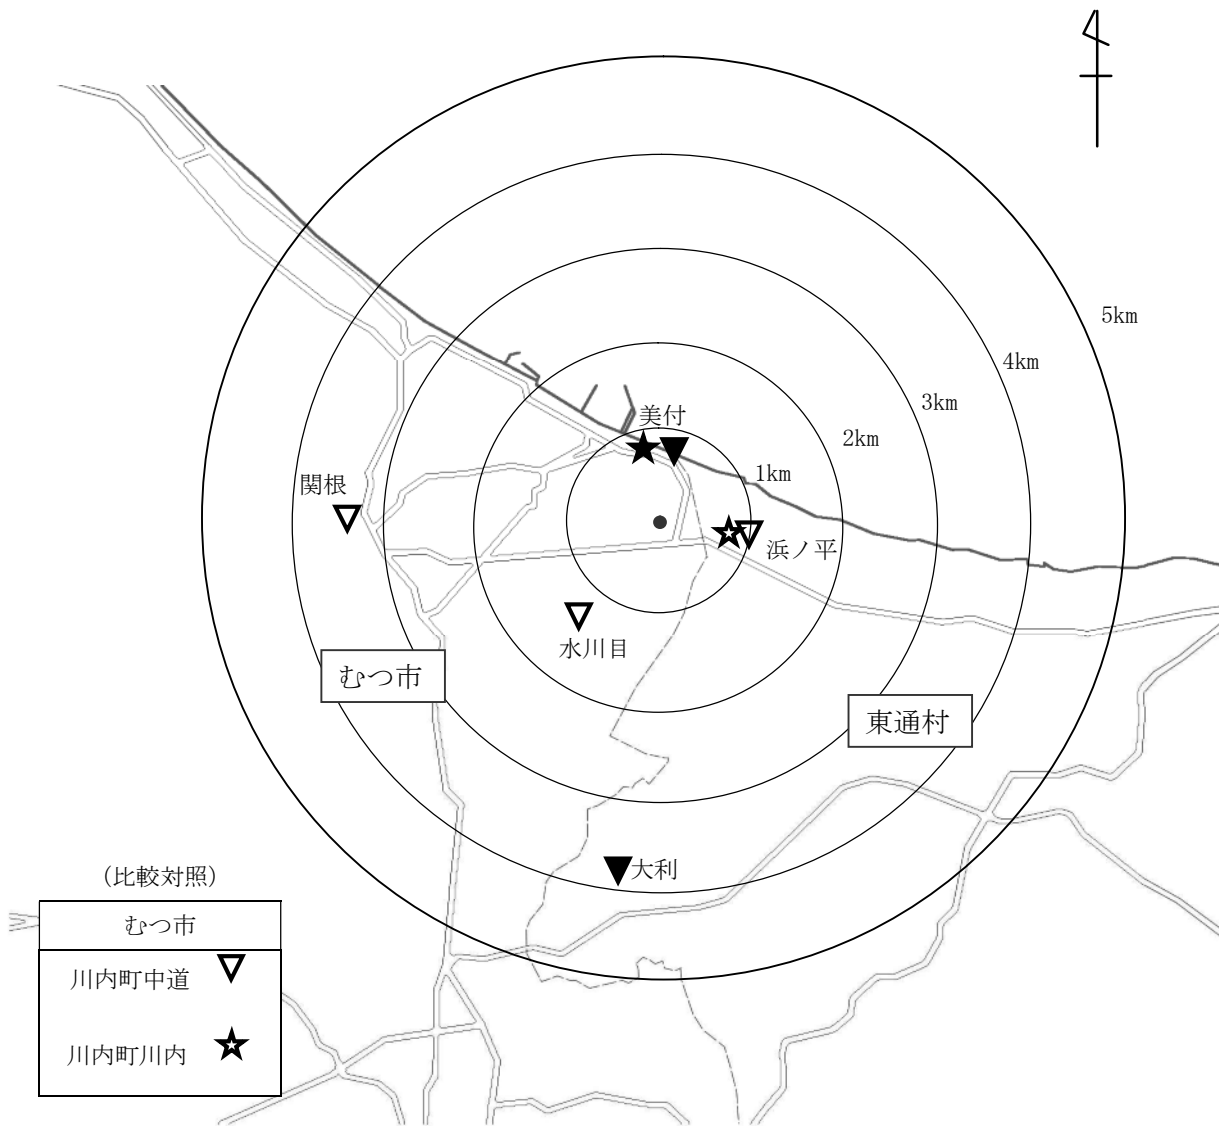 5km
4km
3km
美付
2km
1km
関根
浜ノ平
水川目
むつ市
東通村
大利
(比較対照)
むつ市
川内町中道
川内町川内